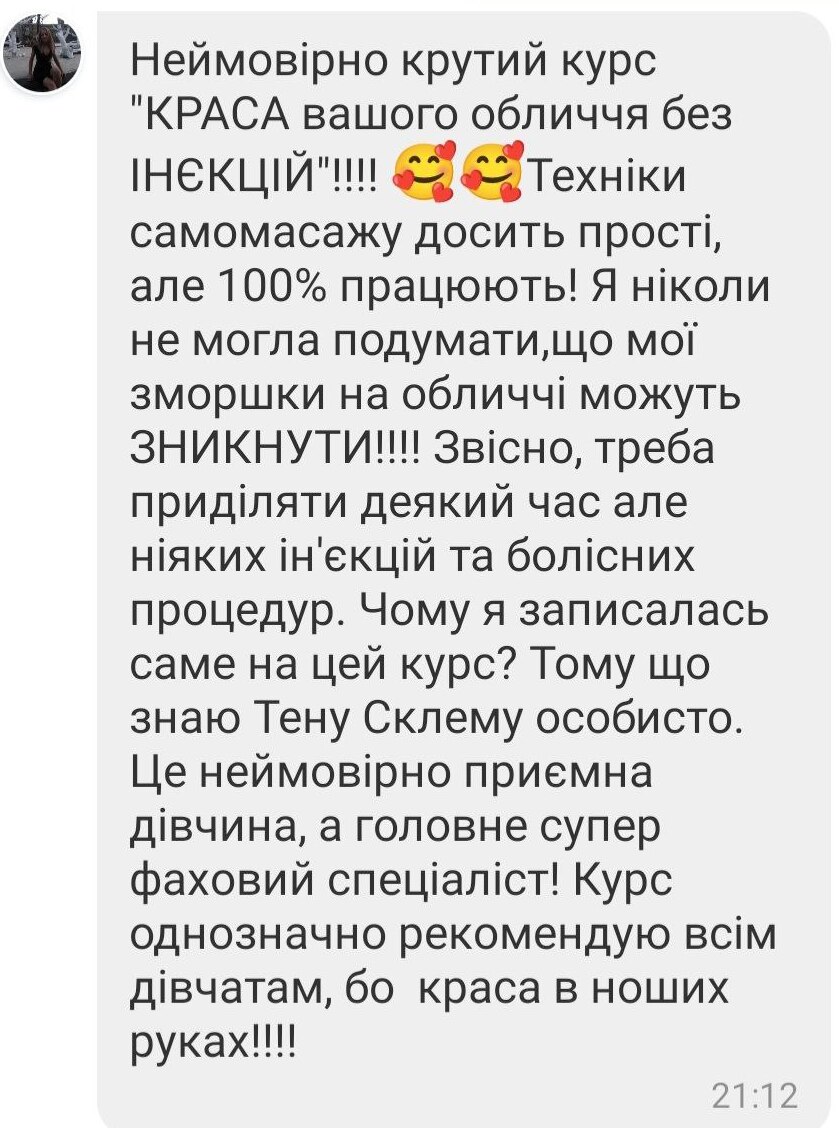 Неймовірно крутий курс
"КРАСА вашого обличчя без
ІНЄКЦІЙ"!!!! 🥰🥰Техніки
самомасажу досить прості,
але 100% працюють! Я ніколи
не могла подумати,що мої
зморшки на обличчі можуть
ЗНИКНУТИ!!!! Звісно, треба
приділяти деякий час але
ніяких ін'єкцій та болісних
процедур. Чому я записалась
саме на цей курс? Тому що
знаю Тену Склему особисто.
Це неймовірно приємна
дівчина, а головне супер
фаховий спеціаліст! Курс
однозначно рекомендую всім
дівчатам, бо  краса в ноших
руках!!!!
21:12